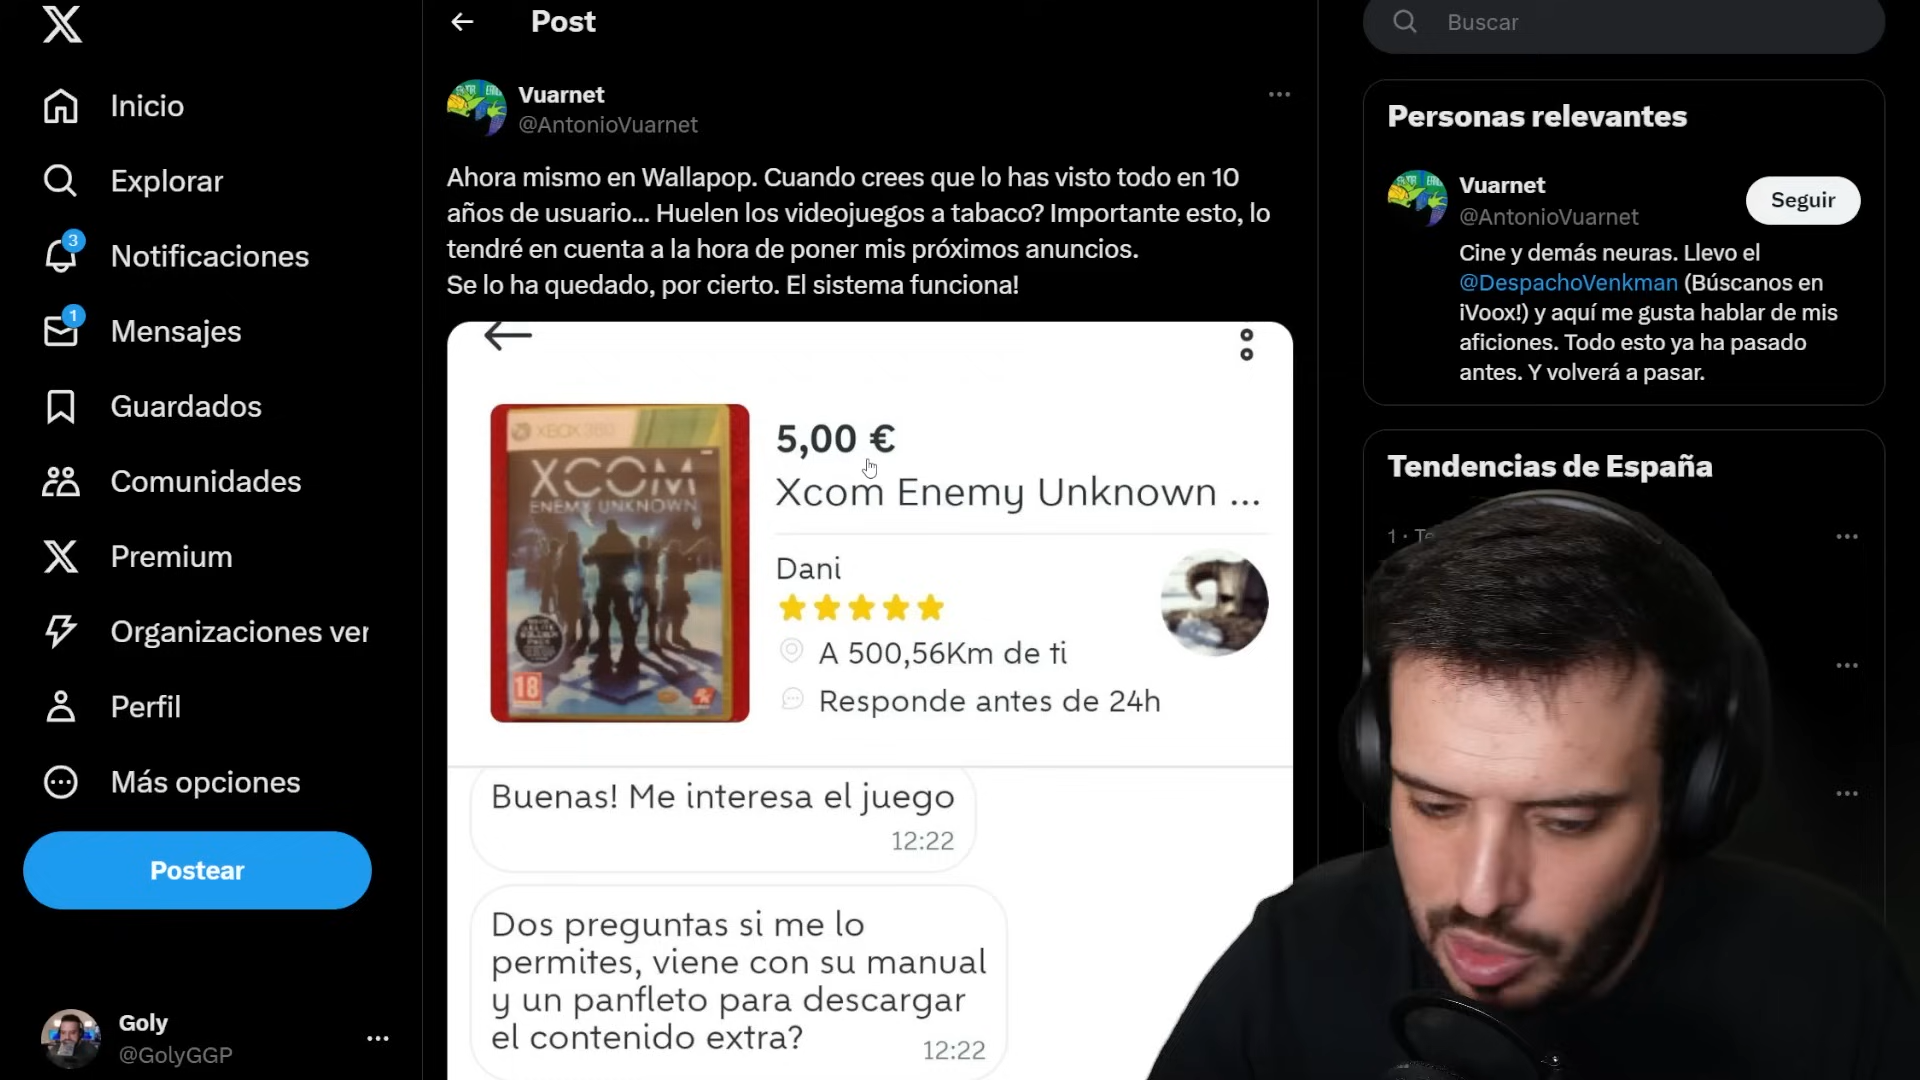 Inicio
Explorar
3
Notificaciones
1
Mensajes
Guardados
Comunidades
Premium
Organizaciones ver
Perfil
Más opciones
Postear
Goly
@GolyGGP
Post
Vuarnet
@AntonioVuarnet
Ahora mismo en Wallapop. Cuando crees que lo has visto todo en 10
años de usuario... Huelen los videojuegos a tabaco? Importante esto, lo
tendré en cuenta a la hora de poner mis próximos anuncios.
Se lo ha quedado, por cierto. El sistema funciona!
XBOX 360
XCOM
ENEMY UNKNOWN
18
5,00 €
Xcom Enemy Unknown ...
Dani
A 500,56Km de ti
Responde antes de 24h
Buenas! Me interesa el juego
12:22
Dos preguntas si me lo
permites, viene con su manual
y un panfleto para descargar
el contenido extra?
12:22
Buscar
Personas relevantes
Vuarnet
@AntonioVuarnet
Seguir
Cine y demás neuras. Llevo el
@DespachoVenkman (Búscanos en
iVoox!) y aquí me gusta hablar de mis
aficiones. Todo esto ya ha pasado
antes. Y volverá a pasar.
Tendencias de España
1 ·